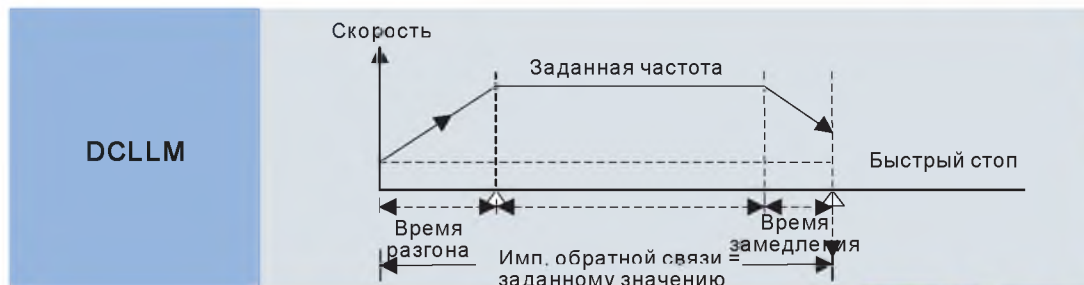 Скорость
Заданная частота
DCLLM
Быстрый стоп
Время
разгона
Время
замедления
Имп. обратной связи =
заданному значению